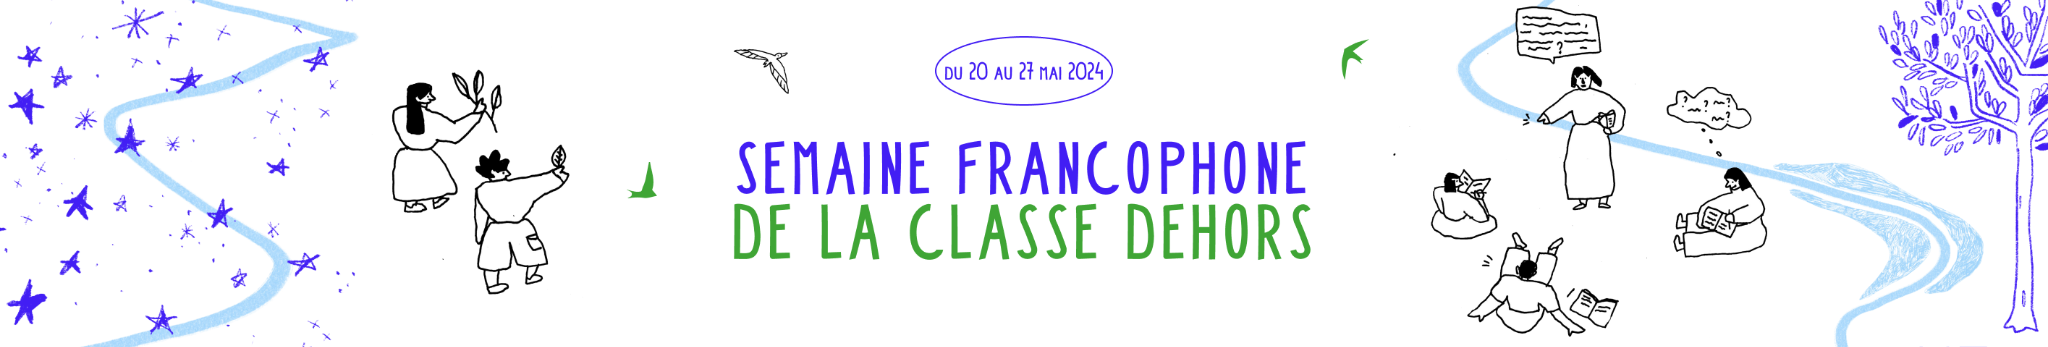 DU 20 AU 27 MAI 2024
SEMAINE FRANCOPHONE
DE LA CLASSE DEHORS